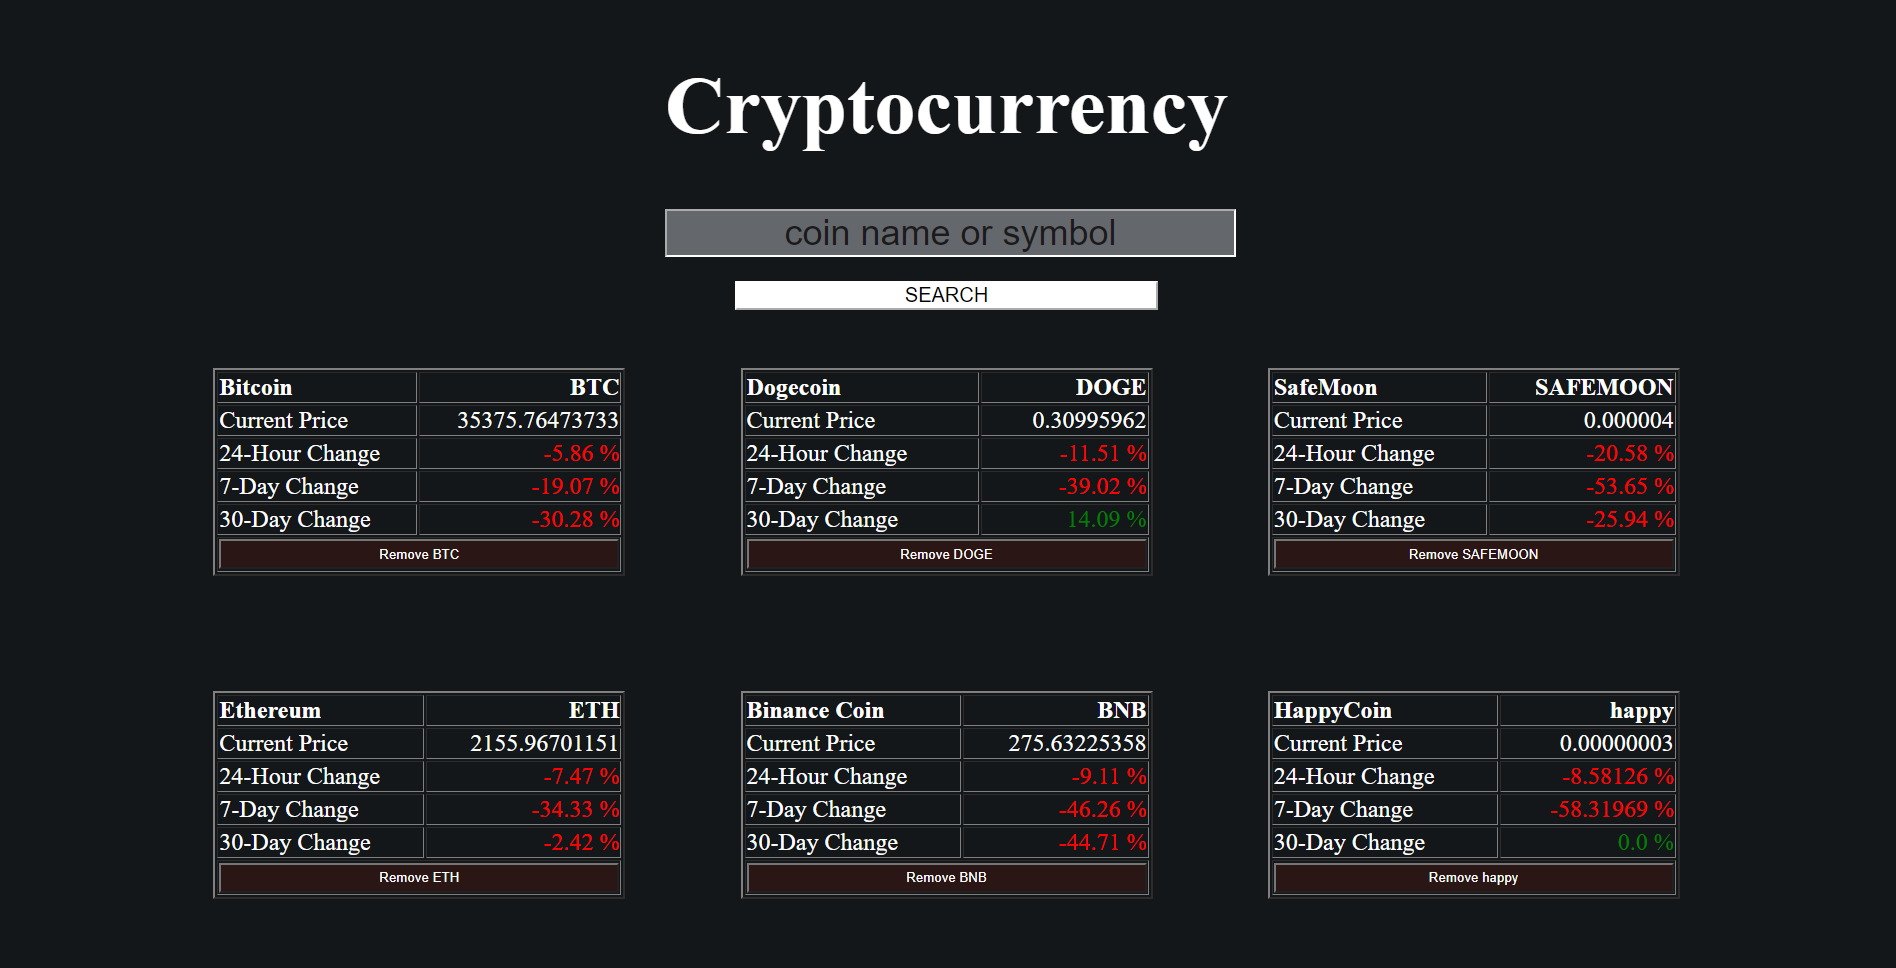 Cryptocurrency
coin name or symbol
SEARCH
Bitcoin BTC
Current Price 35375.76473733
24-Hour Change -5.86 %
7-Day Change -19.07 %
30-Day Change -30.28 %
Remove BTC
Dogecoin DOGE
Current Price 0.30995962
24-Hour Change -11.51 %
7-Day Change -39.02 %
30-Day Change 14.09 %
Remove DOGE
SafeMoon SAFEMOON
Current Price 0.000004
24-Hour Change -20.58 %
7-Day Change -53.65 %
30-Day Change -25.94 %
Remove SAFEMOON
Ethereum ETH
Current Price 2155.96701151
24-Hour Change -7.47 %
7-Day Change -34.33 %
30-Day Change -2.42 %
Remove ETH
Binance Coin BNB
Current Price 275.63225358
24-Hour Change -9.11 %
7-Day Change -46.26 %
30-Day Change -44.71 %
Remove BNB
HappyCoin happy
Current Price 0.00000003
24-Hour Change -8.58126 %
7-Day Change -58.31969 %
30-Day Change 0.0 %
Remove happy